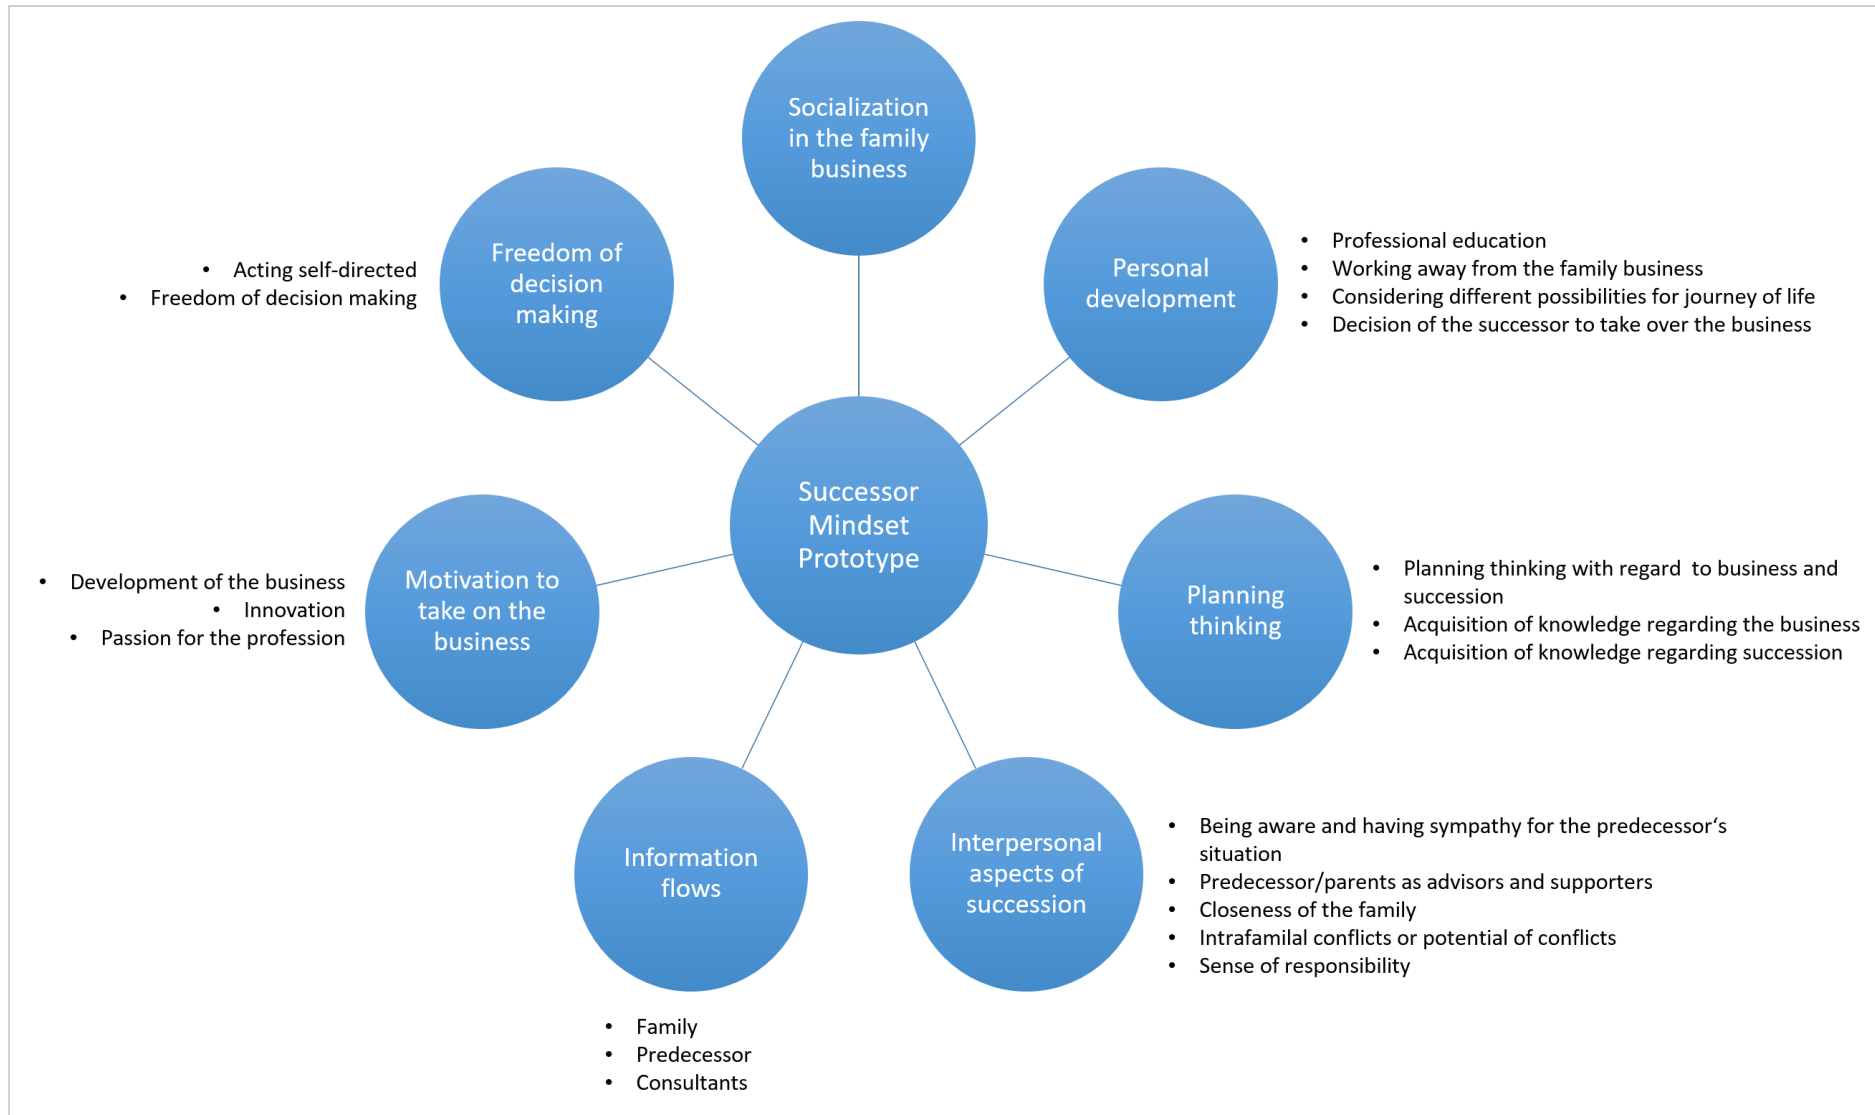 Socialization
in the family
business
Personal
development
• Professional education
• Working away from the family business
• Considering different possibilities for journey of life
• Decision of the successor to take over the business
Planning
thinking
• Planning thinking with regard  to business and
succession
• Acquisition of knowledge regarding the business
• Acquisition of knowledge regarding succession
Interpersonal
aspects of
succession
• Being aware and having sympathy for the predecessor‘s
situation
• Predecessor/parents as advisors and supporters
• Closeness of the family
• Intrafamilal conflicts or potential of conflicts
• Sense of responsibility
Information
flows
• Family
• Predecessor
• Consultants
Motivation to
take on the
business
• Development of the business
• Innovation
• Passion for the profession
Freedom of
decision
making
• Acting self-directed
• Freedom of decision making
Successor
Mindset
Prototype